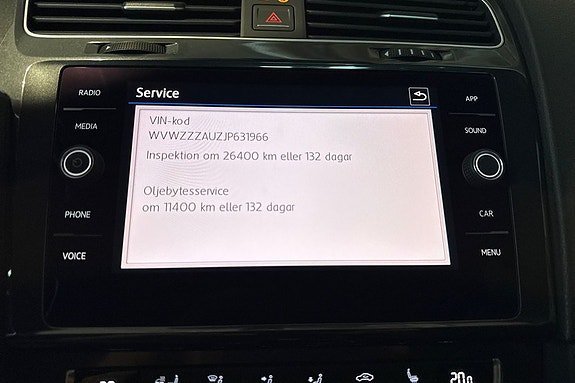 RADIO
MEDIA
PHONE
VOICE
Service
VIN-kod
WVWZZZAUZJP631966
Inspektion om 26400 km eller 132 dagar
Oljebytesservice
om 11400 km eller 132 dagar
APP
SOUND
CAR
MENU